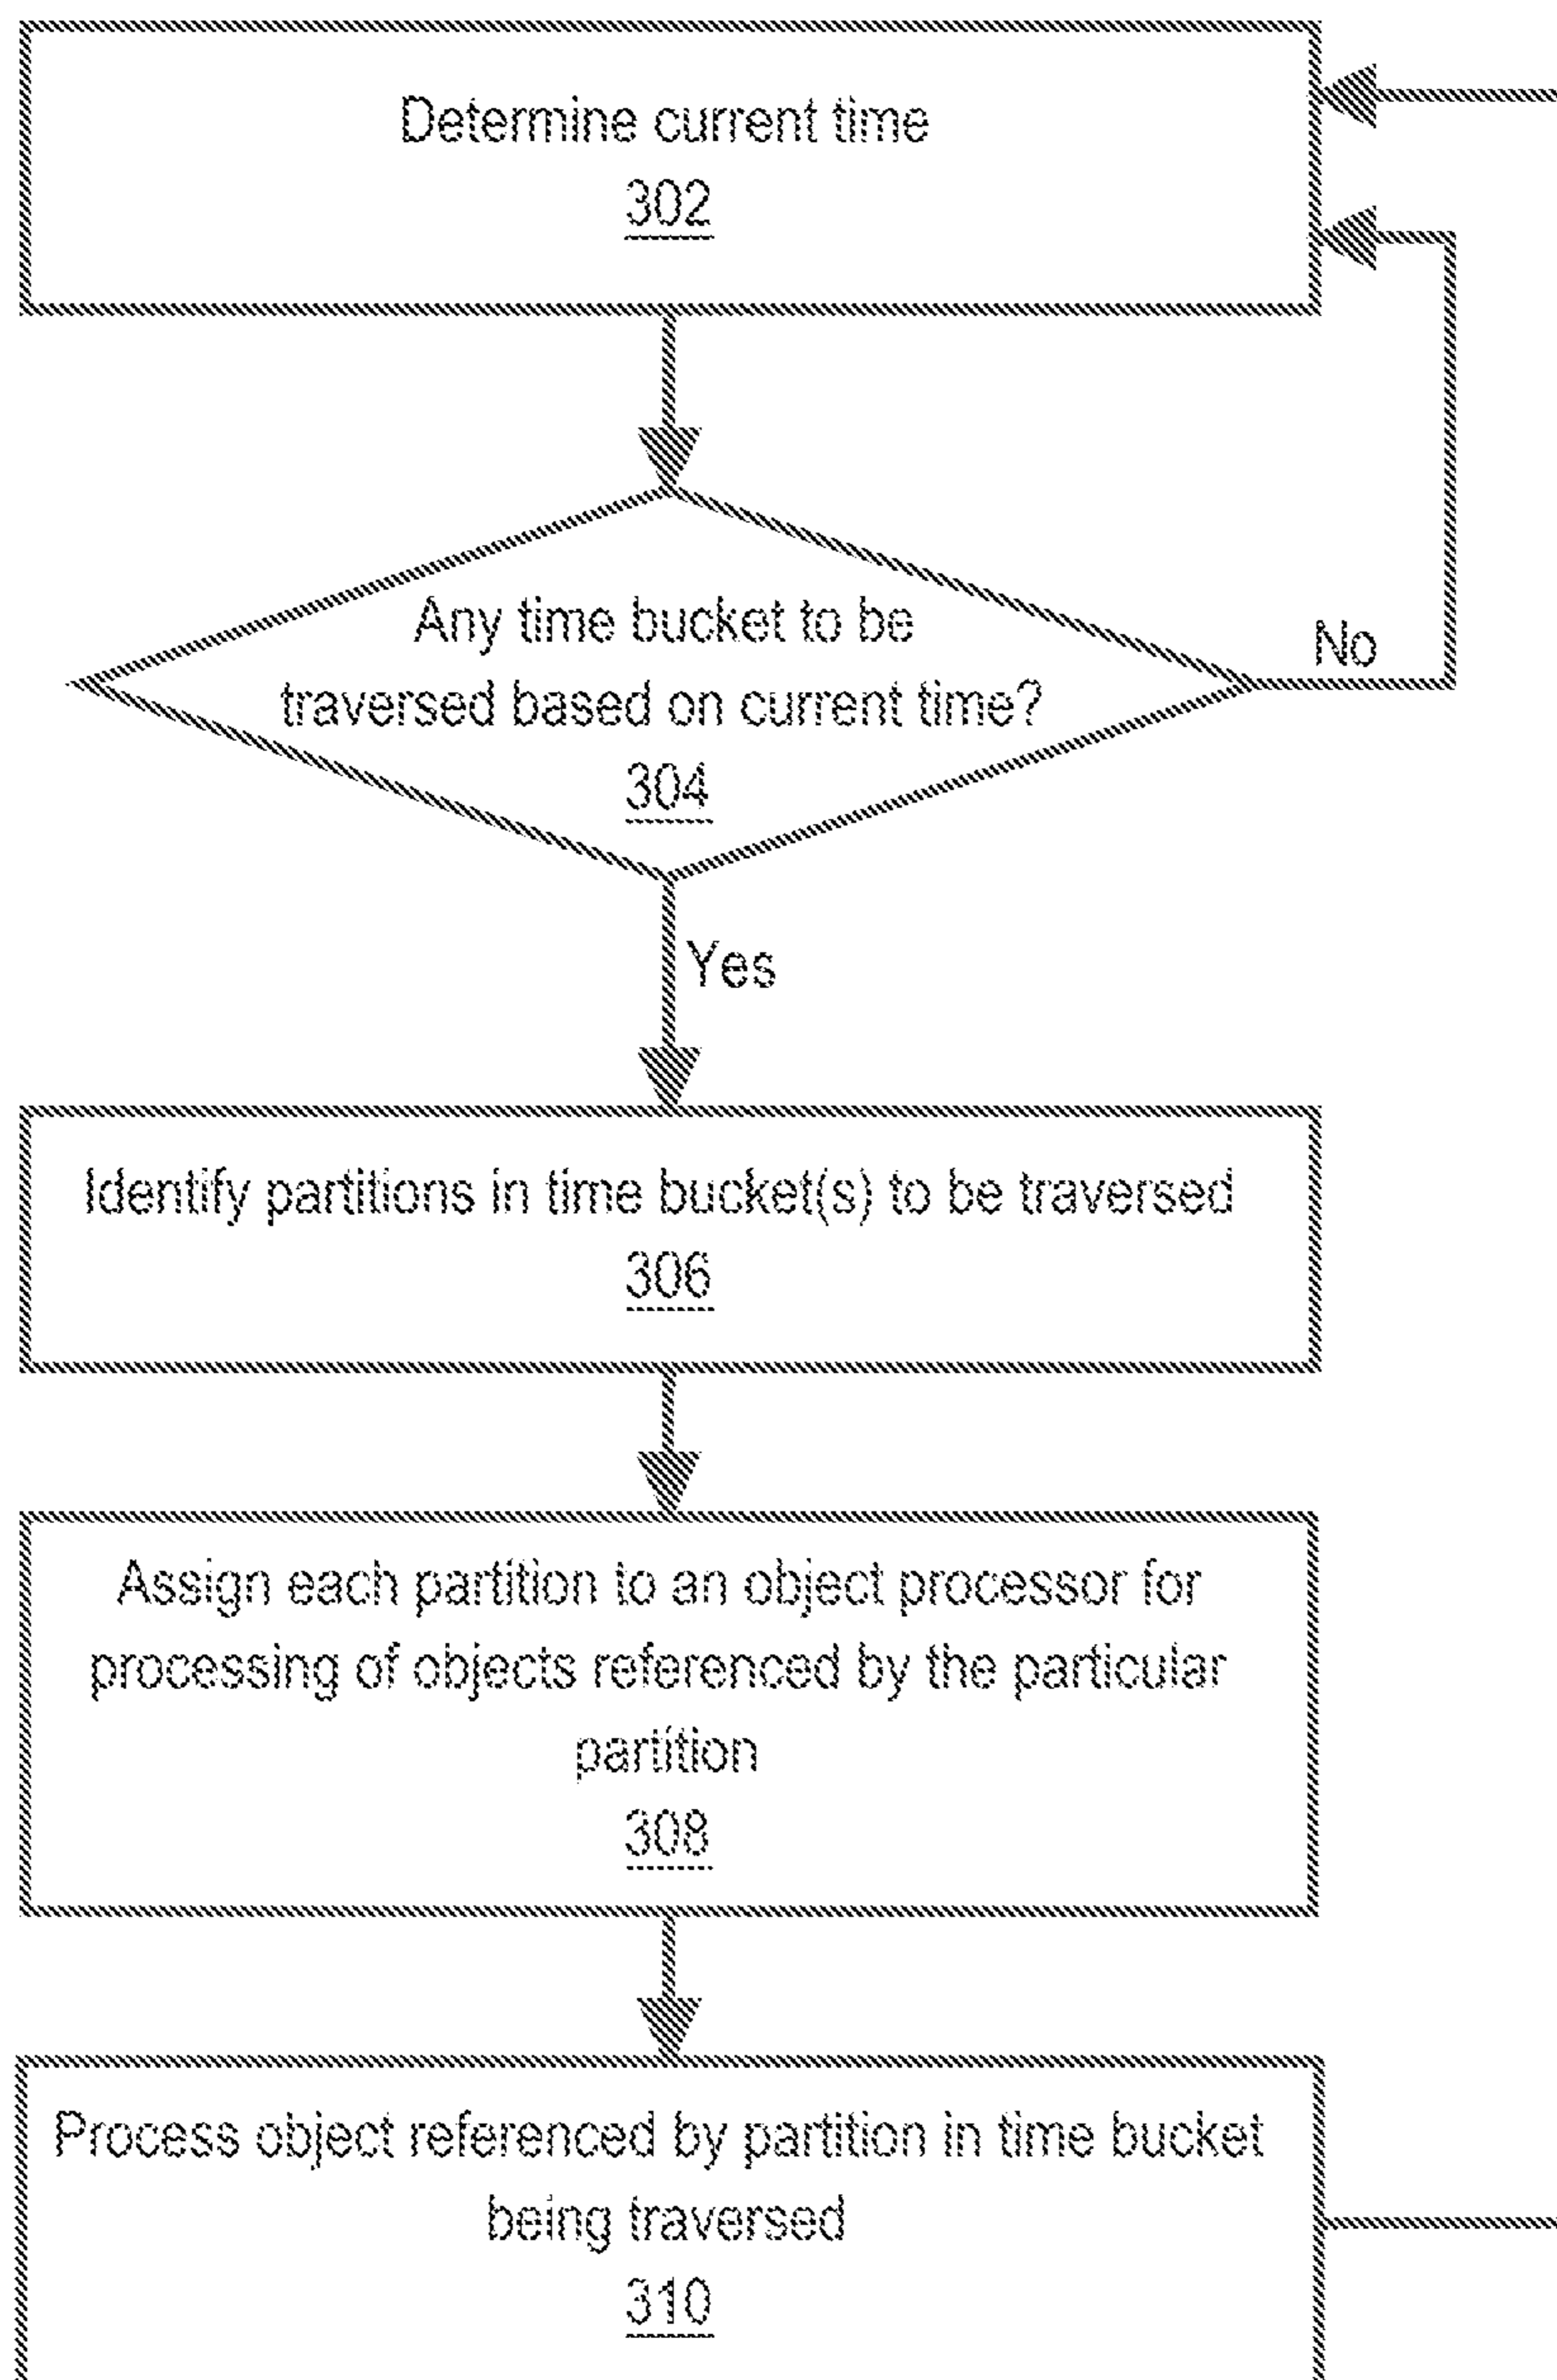 Determine current time
302
Any time bucket to be
traversed based on current time?
304
No
Yes
Identify partitions in time bucket(s) to be traversed
306
Assign each partition to an object processor for
processing of objects referenced by the particular
partition
308
Process object referenced by partition in time bucket
being traversed
310